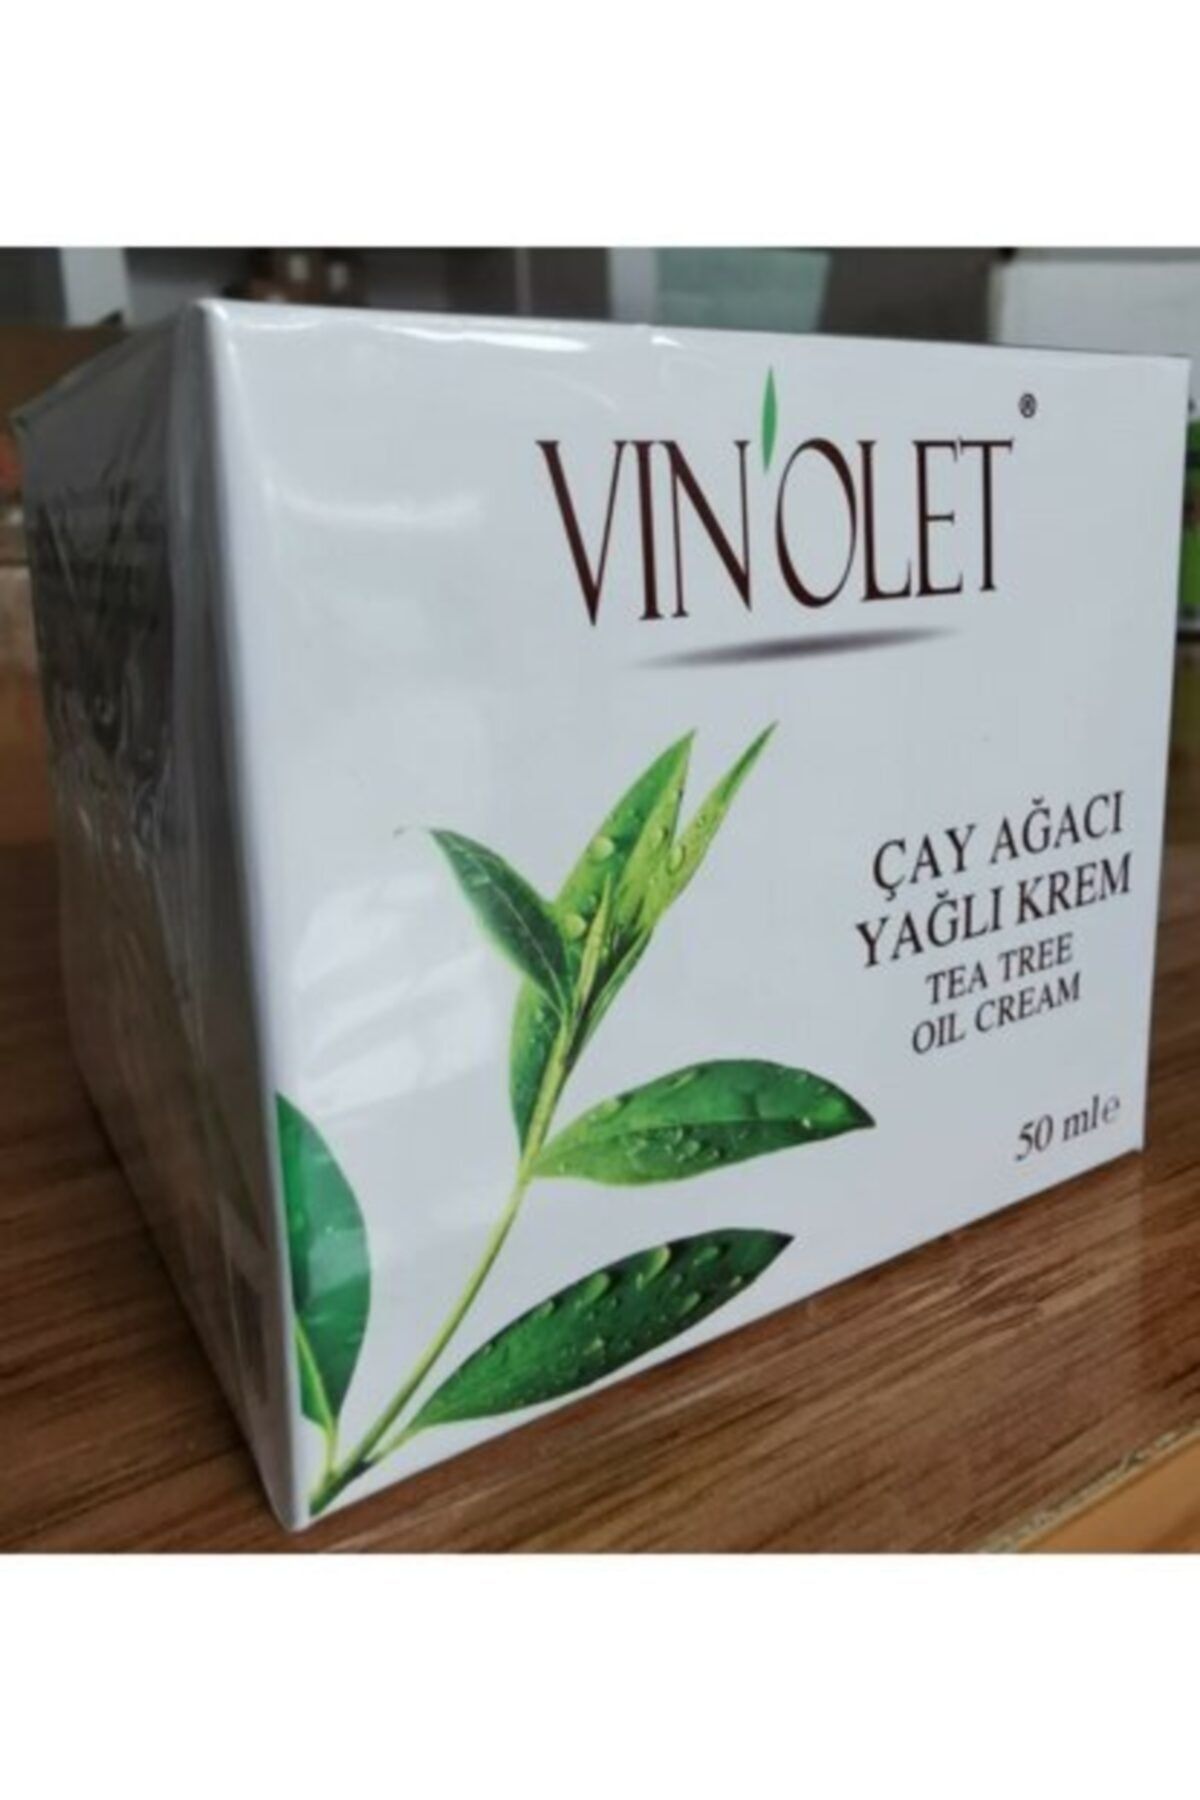 VIN'OLET®
ÇAY AĞACI
YAĞLI KREM
TEA TREE
OIL CREAM
50 ml e